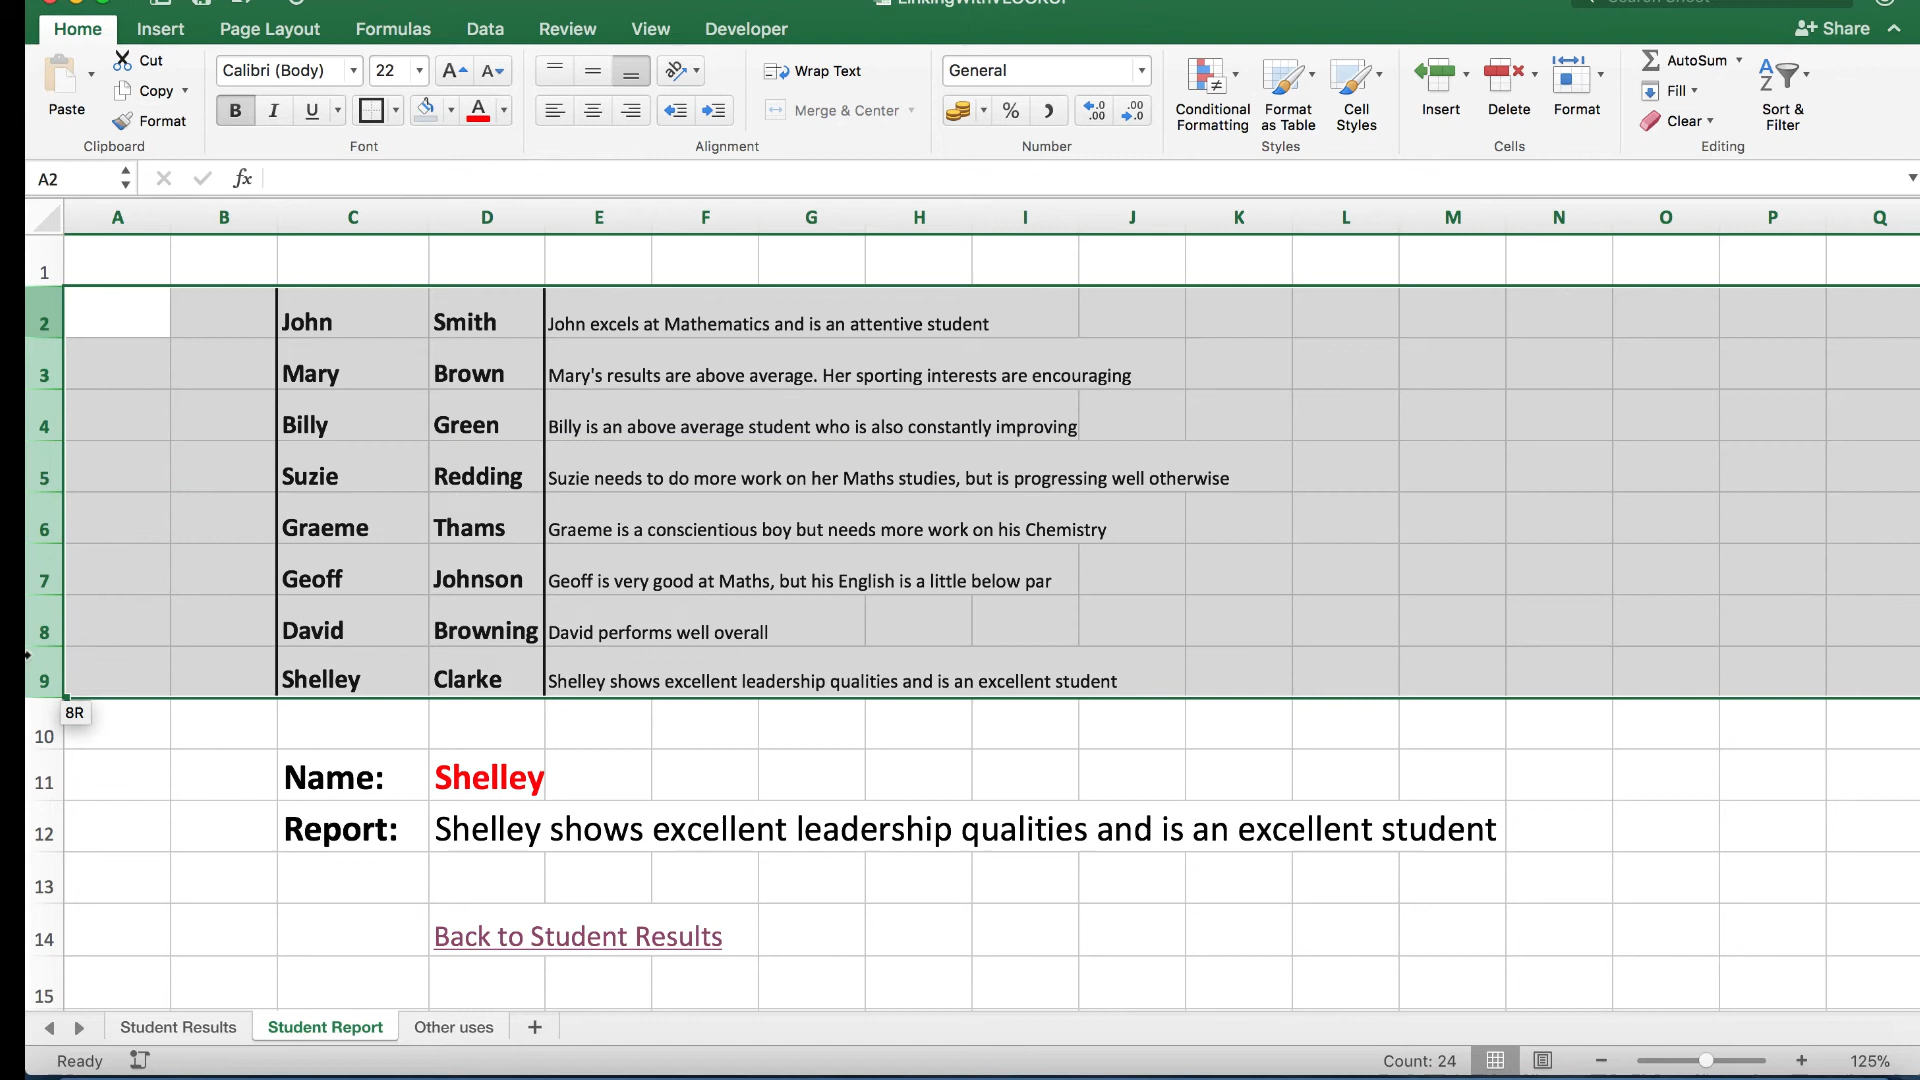 LinkingWithVLOOKUP
Home Insert Page Layout Formulas Data Review View Developer Share
Cut
Copy
Format
Paste
Clipboard
Calibri (Body) 22 A A
B I U A
Font
Wrap Text
Merge & Center
Alignment
General
% .0 .00 .00 .0
Number
Conditional Formatting
Format as Table
Cell Styles
Styles
Insert
Delete
Format
Cells
AutoSum
Fill
Clear
Sort & Filter
Editing
A2 fx
A B C D E F G H I J K L M N O P Q
1
2 John Smith John excels at Mathematics and is an attentive student
3 Mary Brown Mary's results are above average. Her sporting interests are encouraging
4 Billy Green Billy is an above average student who is also constantly improving
5 Suzie Redding Suzie needs to do more work on her Maths studies, but is progressing well otherwise
6 Graeme Thams Graeme is a conscientious boy but needs more work on his Chemistry
7 Geoff Johnson Geoff is very good at Maths, but his English is a little below par
8 David Browning David performs well overall
9 Shelley Clarke Shelley shows excellent leadership qualities and is an excellent student
8R
10
11 Name: Shelley
12 Report: Shelley shows excellent leadership qualities and is an excellent student
13
14 Back to Student Results
15
Student Results Student Report Other uses +
Ready Count: 24 125%